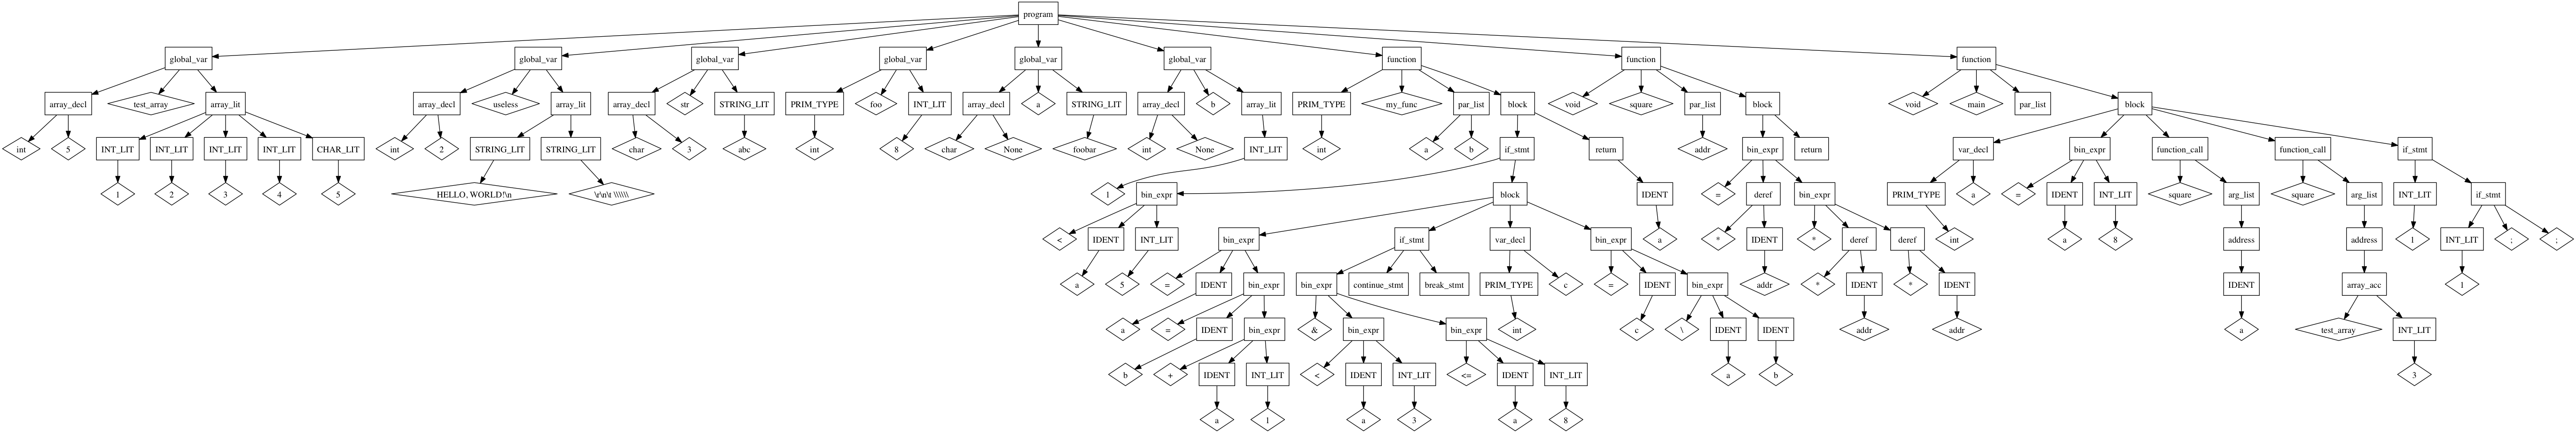 program
global_var global_var global_var global_var global_var global_var function function function
array_decl test_array array_lit array_decl useless array_lit array_decl str STRING_LIT PRIM_TYPE foo INT_LIT array_decl a STRING_LIT array_decl b array_lit PRIM_TYPE my_func par_list block void square par_list block void main par_list block
int 5 INT_LIT INT_LIT INT_LIT INT_LIT CHAR_LIT int 2 STRING_LIT STRING_LIT char 3 abc int 8 char None foobar int None INT_LIT int a b if_stmt return addr bin_expr return var_decl bin_expr function_call function_call if_stmt
1 2 3 4 5 HELLO, WORLD!\n \r\n\t \\\\\\ 1 bin_expr block IDENT = deref bin_expr PRIM_TYPE a = IDENT INT_LIT square arg_list square arg_list INT_LIT if_stmt
< IDENT INT_LIT bin_expr if_stmt var_decl bin_expr a * IDENT * deref deref int a 8 address address 1 INT_LIT ; ;
a 5 = IDENT bin_expr bin_expr continue_stmt break_stmt PRIM_TYPE c = IDENT bin_expr addr * IDENT * IDENT IDENT array_acc 1
a = IDENT bin_expr & bin_expr bin_expr int c \ IDENT IDENT addr addr a test_array INT_LIT
b + IDENT INT_LIT < IDENT INT_LIT <= IDENT INT_LIT a b 3
a 1 a 3 a 8